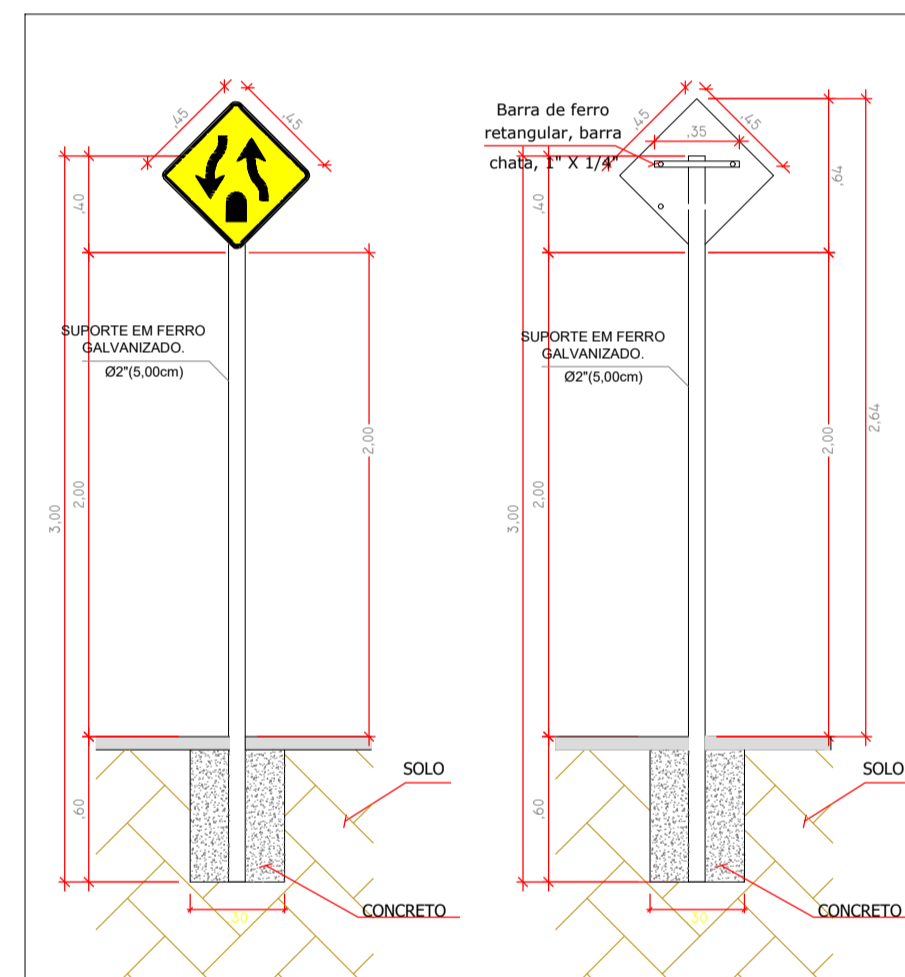 ,45
,45
,40
SUPORTE EM FERRO
GALVANIZADO.
Ø2"(5,00cm)
2,00
2,00
3,00
,60
SOLO
CONCRETO
,30
Barra de ferro
retangular, barra
chata, 1" X 1/4"
,45
,45
,35
,64
,40
SUPORTE EM FERRO
GALVANIZADO.
Ø2"(5,00cm)
2,64
2,00
2,00
3,00
,60
SOLO
CONCRETO
,30